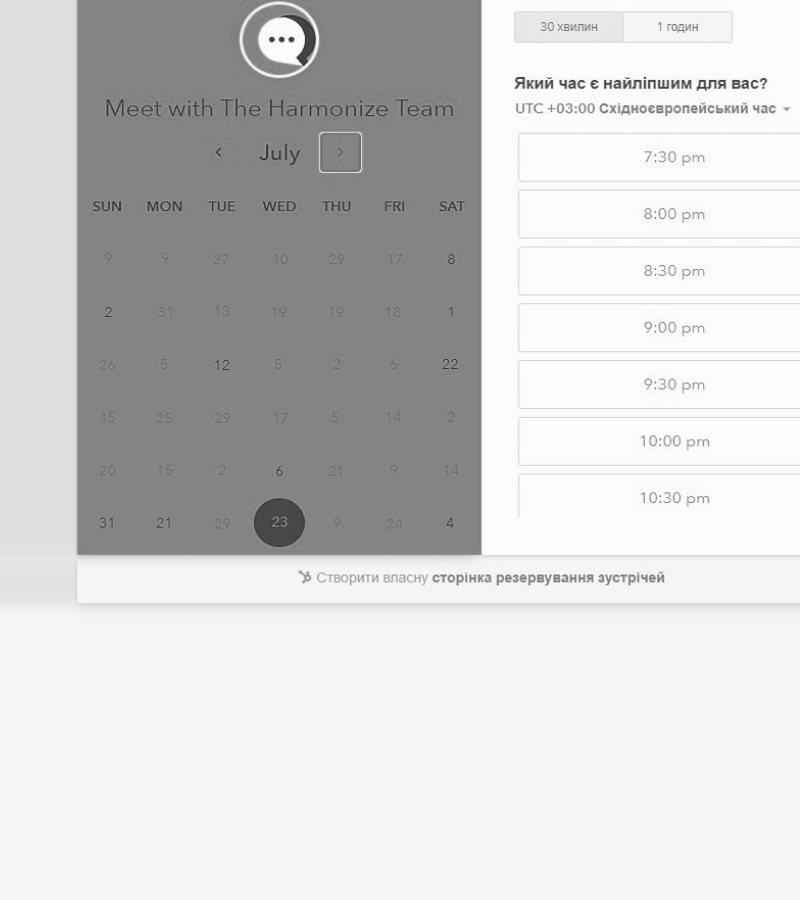 Meet with The Harmonize Team
July
SUN MON TUE WED THU FRI SAT
9 9 27 10 29 17 8
2 31 13 19 19 18 1
26 5 12 5 2 6 22
15 25 29 17 5 14 2
20 15 2 6 21 9 14
31 21 29 23 9 24 4
30 хвилин 1 годин
Який час є найліпшим для вас?
UTC +03:00 Східноєвропейський час
7:30 pm
8:00 pm
8:30 pm
9:00 pm
9:30 pm
10:00 pm
10:30 pm
Створити власну сторінка резервування зустрічей